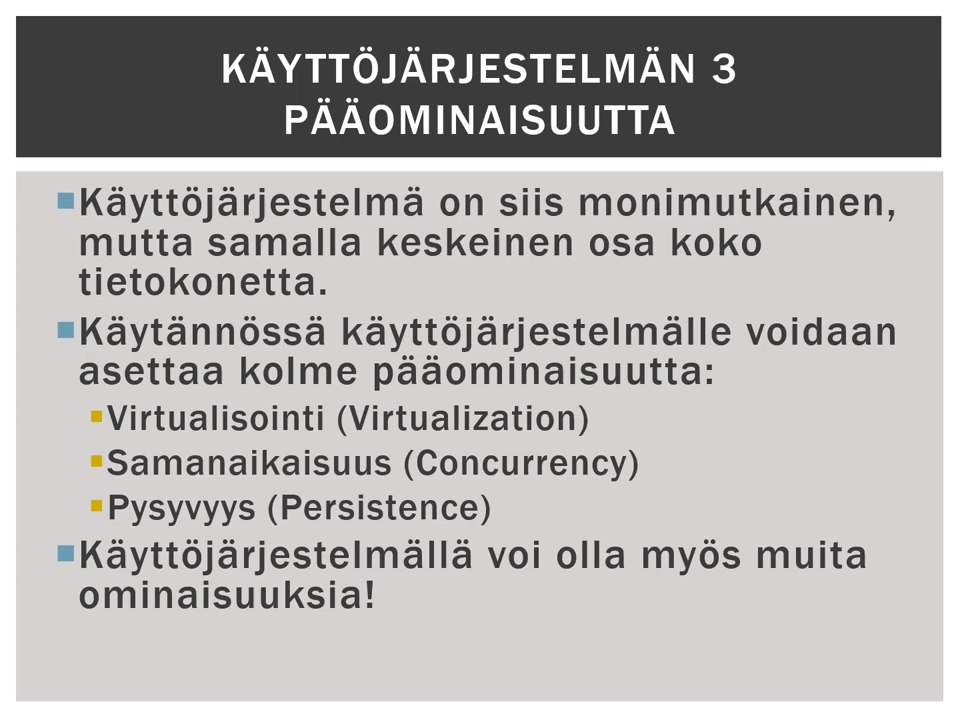 KÄYTTÖJÄRJESTELMÄN 3
PÄÄOMINAISUUTTA
Käyttöjärjestelmä on siis monimutkainen,
mutta samalla keskeinen osa koko
tietokonetta.
Käytännössä käyttöjärjestelmälle voidaan
asettaa kolme pääominaisuutta:
Virtualisointi (Virtualization)
Samanaikaisuus (Concurrency)
Pysyvyys (Persistence)
Käyttöjärjestelmällä voi olla myös muita
ominaisuuksia!